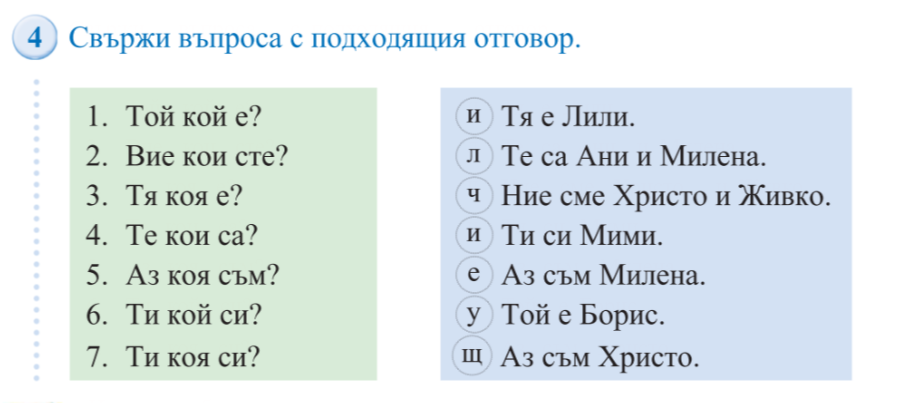 4 Свържи въпроса с подходящия отговор.
1. Той кой е?
2. Вие кои сте?
3. Тя коя е?
4. Те кои са?
5. Аз коя съм?
6. Ти кой си?
7. Ти коя си?
и Тя е Лили.
л Те са Ани и Милена.
ч Ние сме Христо и Живко.
и Ти си Мими.
е Аз съм Милена.
у Той е Борис.
щ Аз съм Христо.